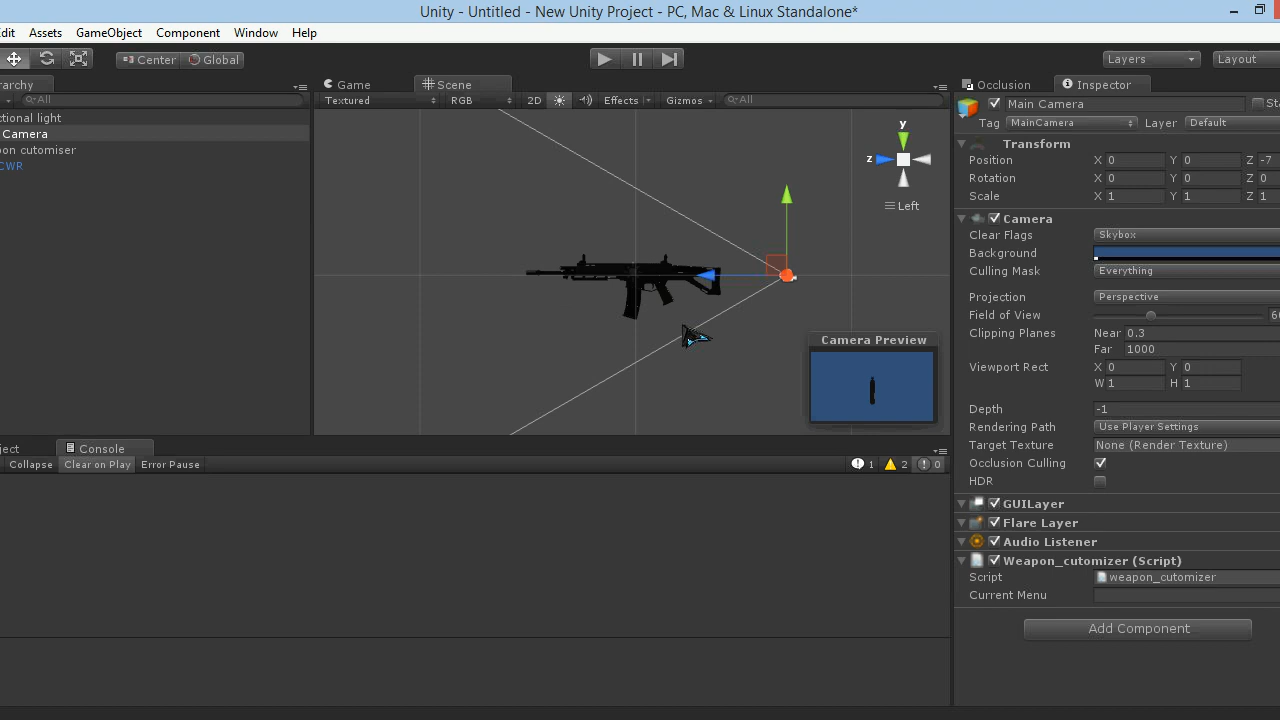 Unity - Untitled - New Unity Project - PC, Mac & Linux Standalone*
dit Assets GameObject Component Window Help
Center Global Layers Layout
rarchy Game Scene Occlusion Inspector
All Textured RGB 2D Effects Gizmos All
Main Camera Sta
Tag MainCamera Layer Default
ctional light
Camera
pon cutomiser
CWR
y
z
Left
Transform
Position X 0 Y 0 Z -7
Rotation X 0 Y 0 Z 0
Scale X 1 Y 1 Z 1
Camera
Clear Flags Skybox
Background
Culling Mask Everything
Projection Perspective
Field of View 60
Clipping Planes Near 0.3
Far 1000
Camera Preview
Viewport Rect X 0 Y 0
W 1 H 1
Depth -1
Rendering Path Use Player Settings
Target Texture None (Render Texture)
Occlusion Culling
HDR
ject Console
Collapse Clear on Play Error Pause 1 2 0
GUILayer
Flare Layer
Audio Listener
Weapon_cutomizer (Script)
Script weapon_cutomizer
Current Menu
Add Component